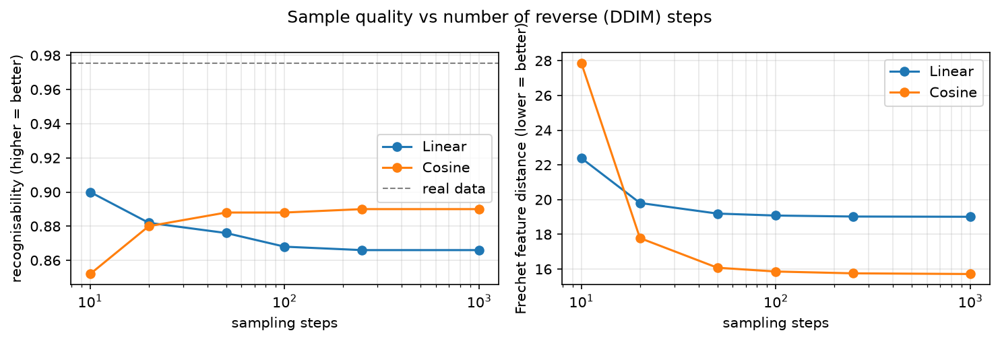 Sample quality vs number of reverse (DDIM) steps
recognisability (higher = better)
0.98
0.96
0.94
0.92
0.90
0.88
0.86
Linear
Cosine
real data
10¹
10²
10³
sampling steps
Frechet feature distance (lower = better)
28
26
24
22
20
18
16
Linear
Cosine
10¹
10²
10³
sampling steps